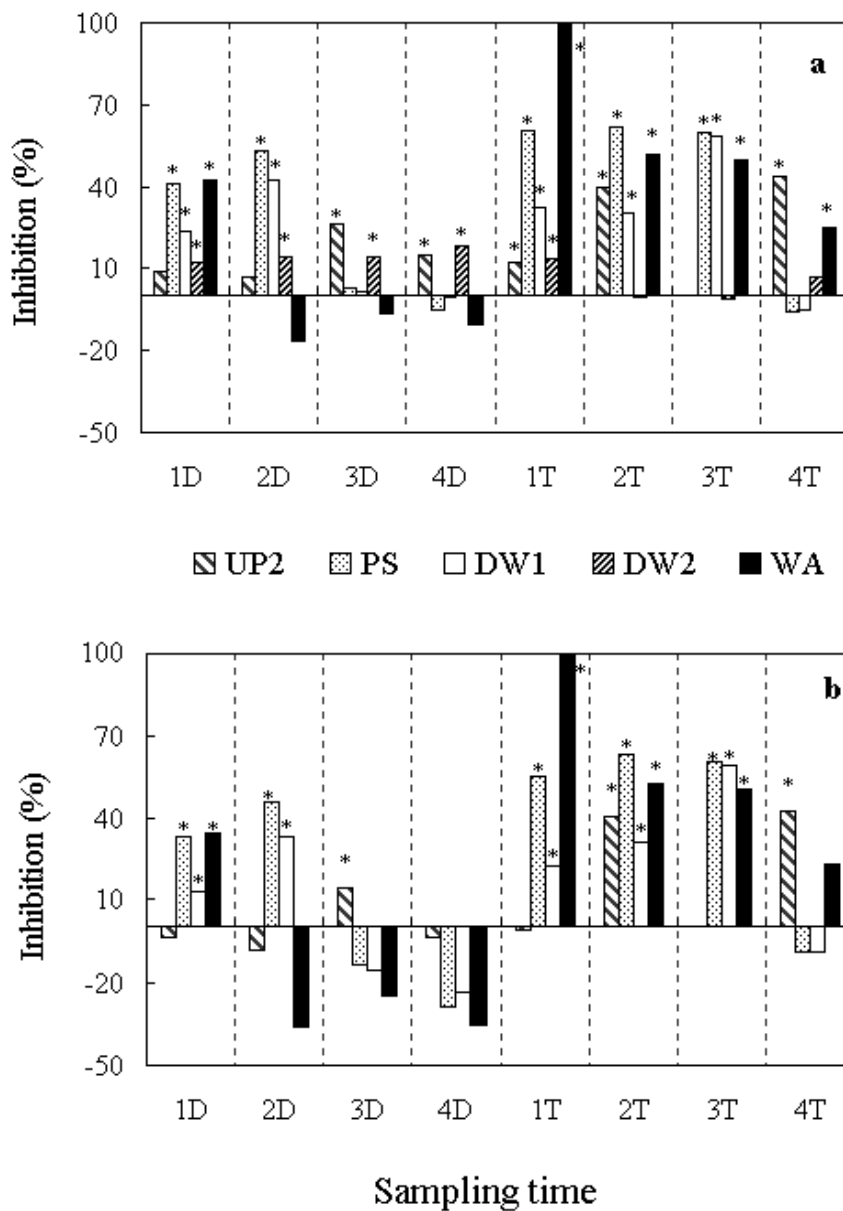 100
a
70
40
10
-20
-50
Inhibition (%)
* * * * * * * * * * * * * * * * * * * * * * * * *
1D 2D 3D 4D 1T 2T 3T 4T
UP2 PS DW1 DW2 WA
100
b
70
40
10
-20
-50
Inhibition (%)
* * * * * * * * * * * * * * * * * *
1D 2D 3D 4D 1T 2T 3T 4T
Sampling time